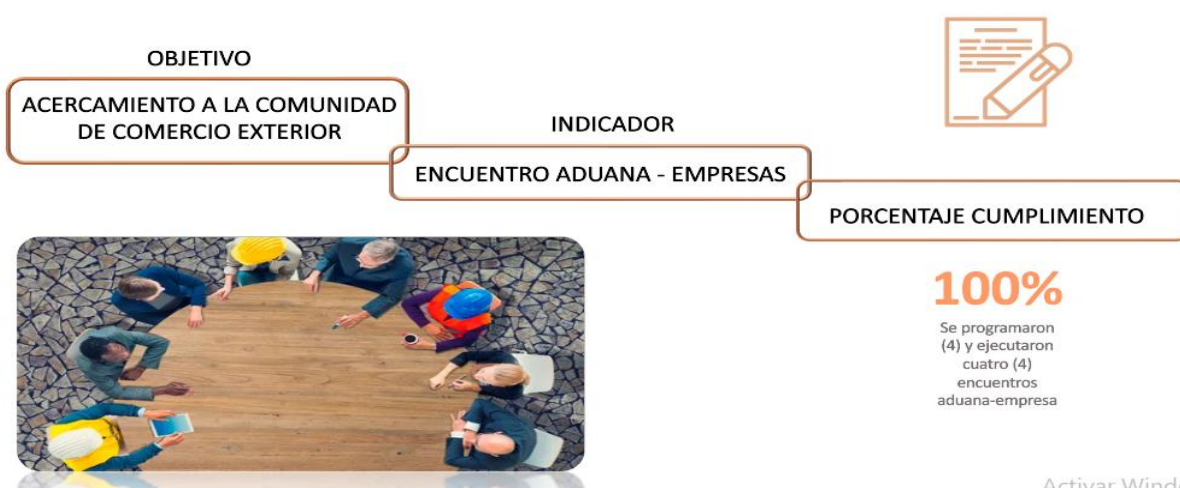 OBJETIVO
ACERCAMIENTO A LA COMUNIDAD
DE COMERCIO EXTERIOR
INDICADOR
ENCUENTRO ADUANA - EMPRESAS
PORCENTAJE CUMPLIMIENTO
100%
Se programaron
(4) y ejecutaron
cuatro (4)
encuentros
aduana-empresa
Activar